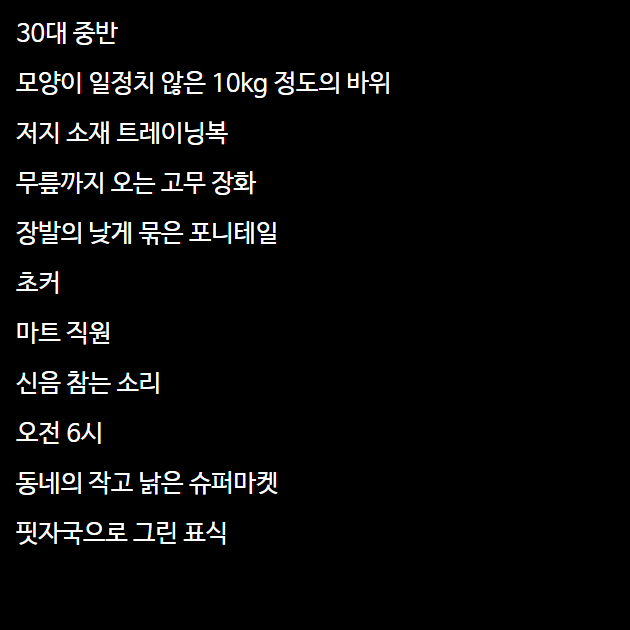 30대 중반
모양이 일정치 않은 10kg 정도의 바위
저지 소재 트레이닝복
무릎까지 오는 고무 장화
장발의 낮게 묶은 포니테일
초커
마트 직원
신음 참는 소리
오전 6시
동네의 작고 낡은 슈퍼마켓
핏자국으로 그린 표식